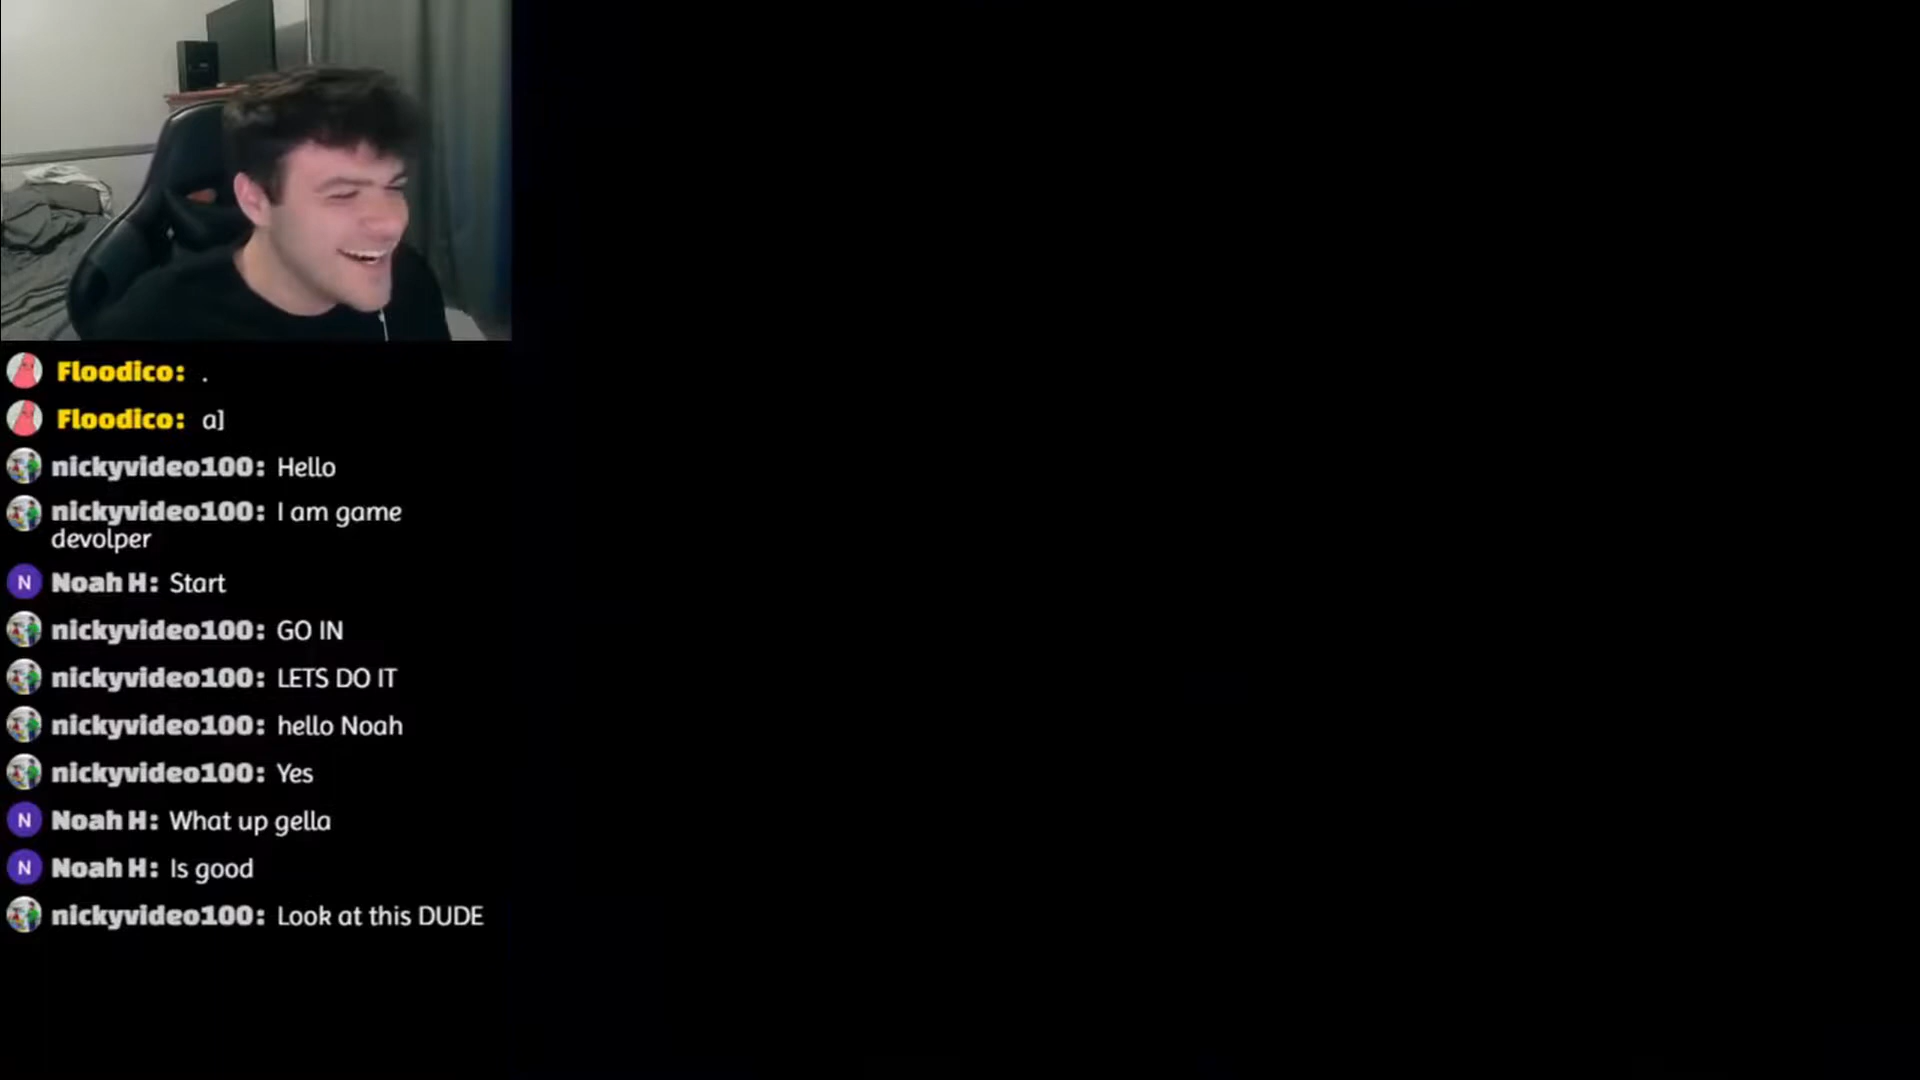 Floodico: .
Floodico: a]
nickyvideo100: Hello
nickyvideo100: I am game
devolper
N Noah H: Start
nickyvideo100: GO IN
nickyvideo100: LETS DO IT
nickyvideo100: hello Noah
nickyvideo100: Yes
N Noah H: What up gella
N Noah H: Is good
nickyvideo100: Look at this DUDE